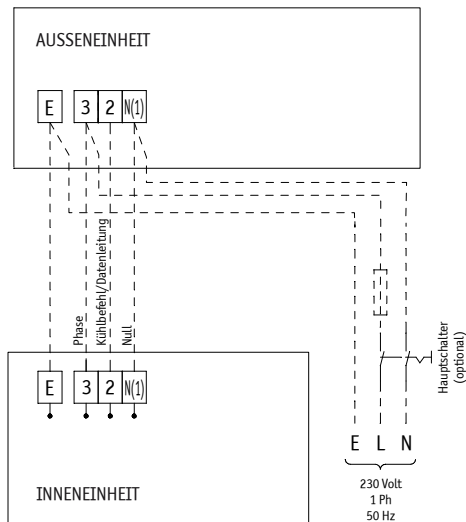 AUSSENEINHEIT
E 3 2 N(1)
Phase
Kühlbefehl/Datenleitung
Null
Hauptschalter
(optional)
E 3 2 N(1)
E L N
INNENEINHEIT
230 Volt
1 Ph
50 Hz